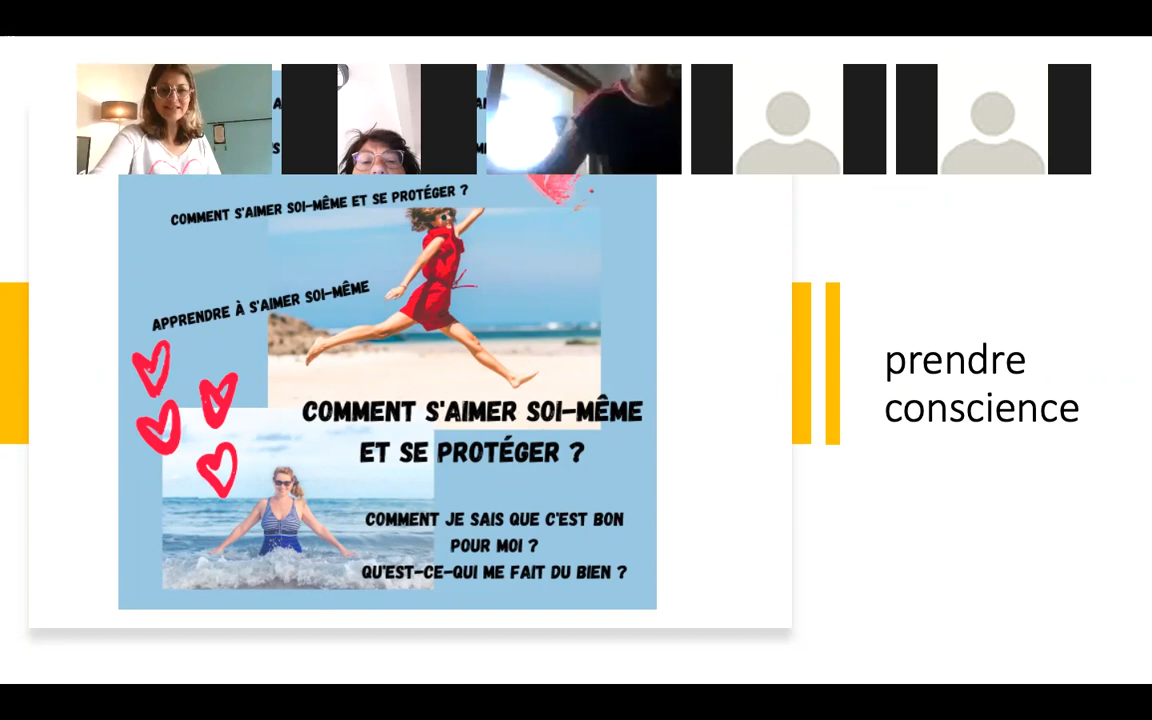 COMMENT S'AIMER SOI-MÊME ET SE PROTÉGER ?
APPRENDRE À S'AIMER SOI-MÊME
COMMENT S'AIMER SOI-MÊME
ET SE PROTÉGER ?
COMMENT JE SAIS QUE C'EST BON
POUR MOI ?
QU'EST-CE-QUI ME FAIT DU BIEN ?
prendre
conscience